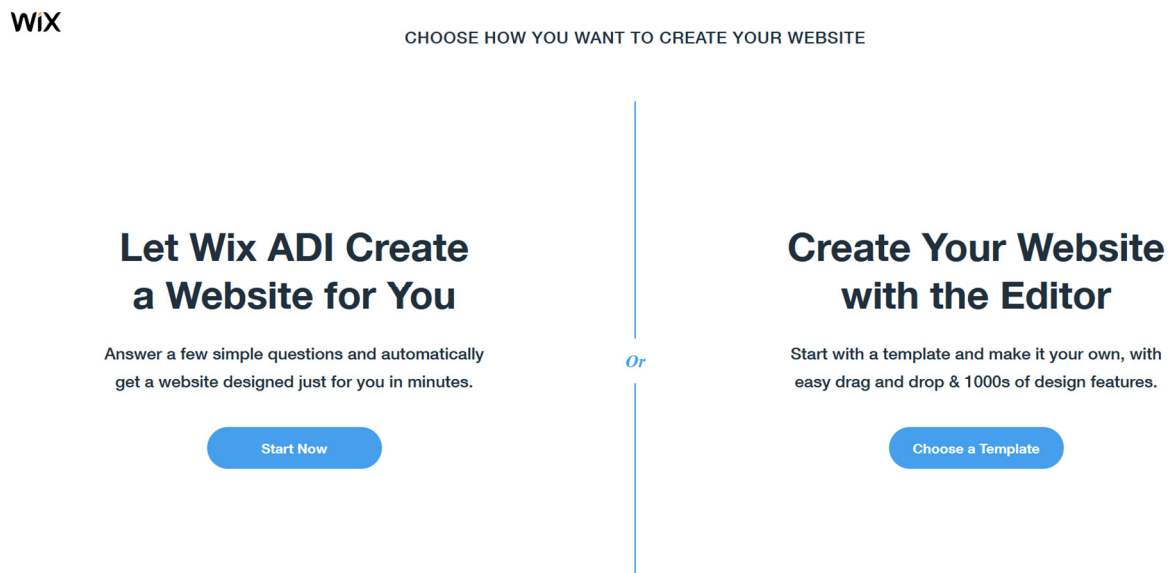 WiX
CHOOSE HOW YOU WANT TO CREATE YOUR WEBSITE
Let Wix ADI Create
a Website for You
Answer a few simple questions and automatically
get a website designed just for you in minutes.
Start Now
Or
Create Your Website
with the Editor
Start with a template and make it your own, with
easy drag and drop & 1000s of design features.
Choose a Template